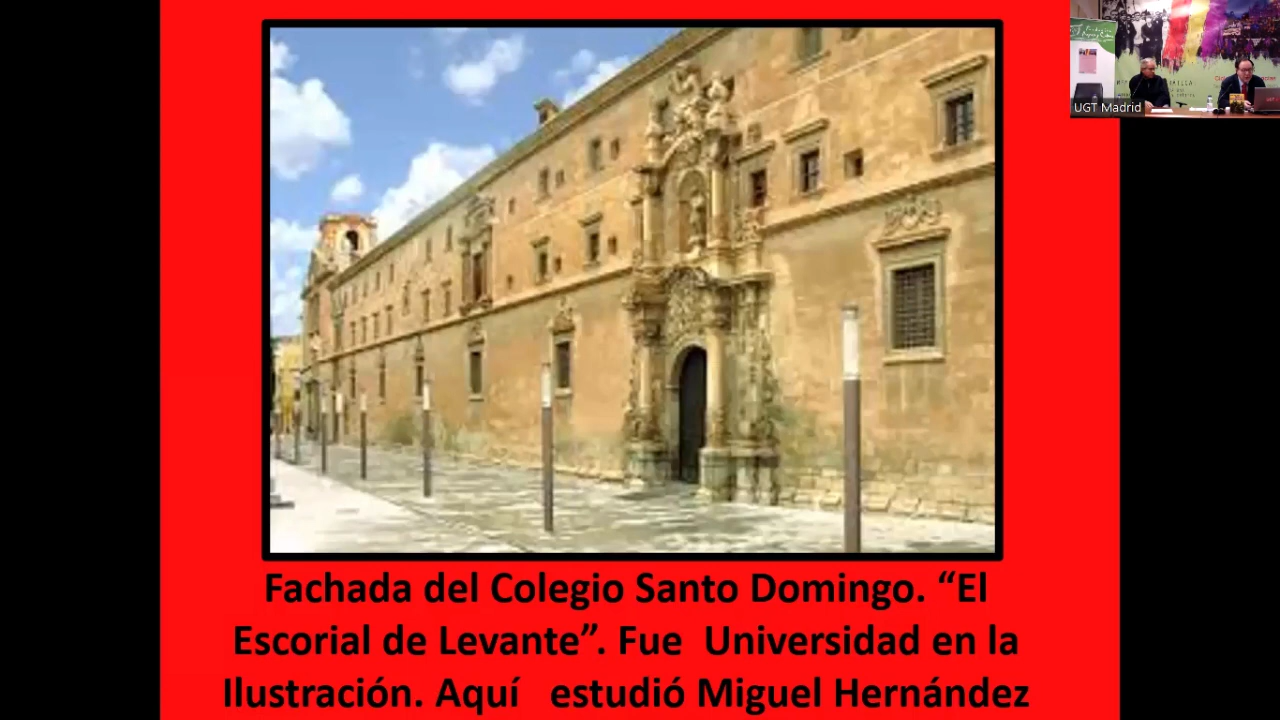 UGT Madrid
Fachada del Colegio Santo Domingo. “El
Escorial de Levante”. Fue  Universidad en la
Ilustración. Aquí   estudió Miguel Hernández